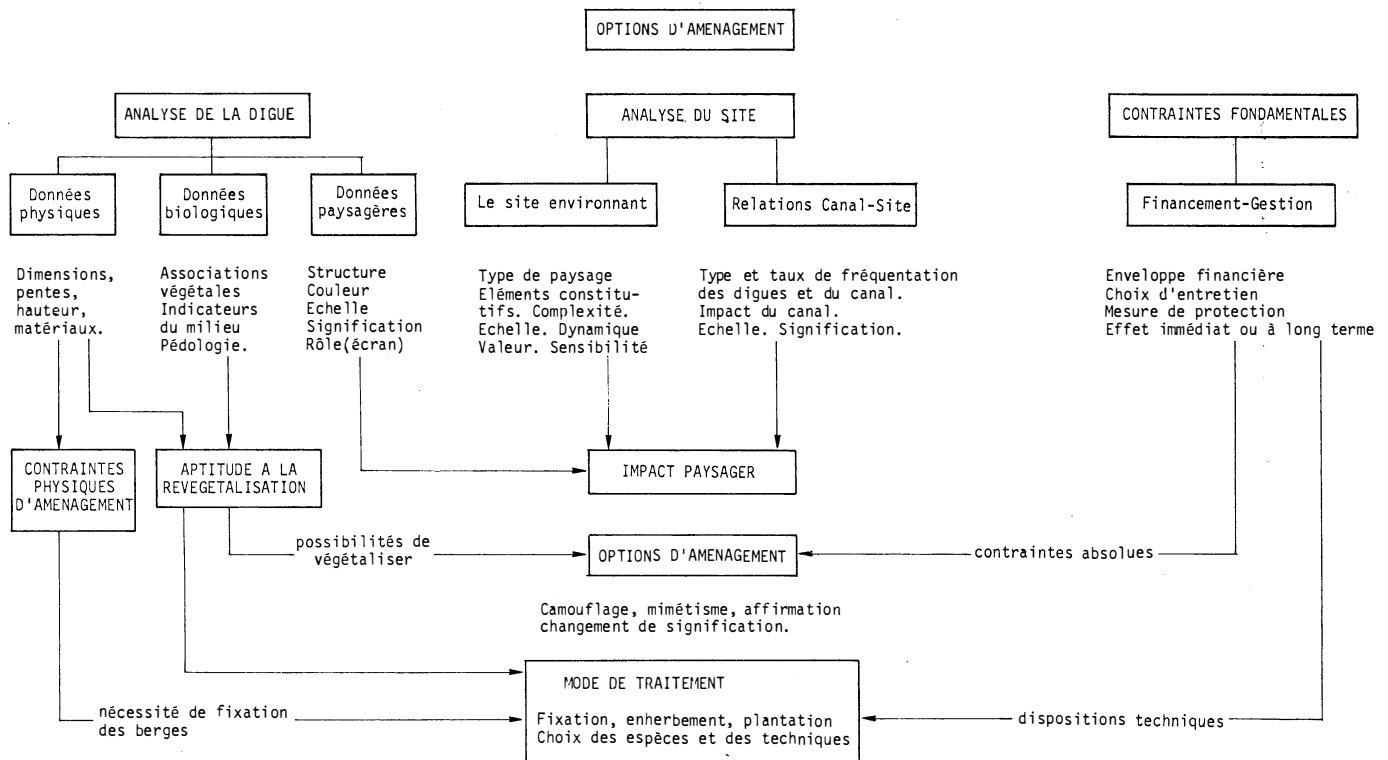 OPTIONS D'AMENAGEMENT
ANALYSE DE LA DIGUE
ANALYSE DU SITE
CONTRAINTES FONDAMENTALES
Données
physiques
Données
biologiques
Données
paysagères
Le site environnant
Relations Canal-Site
Financement-Gestion
Dimensions,
pentes,
hauteur,
matériaux.
Associations
végétales
Indicateurs
du milieu
Pédologie.
Structure
Couleur
Echelle
Signification
Rôle(écran)
Type de paysage
Eléments constitu-
tifs. Complexité.
Echelle. Dynamique
Valeur. Sensibilité
Type et taux de fréquentation
des digues et du canal.
Impact du canal.
Echelle. Signification.
Enveloppe financière
Choix d'entretien
Mesure de protection
Effet immédiat ou à long terme
CONTRAINTES
PHYSIQUES
D'AMENAGEMENT
APTITUDE A LA
REVEGETALISATION
IMPACT PAYSAGER
possibilités de
végétaliser
OPTIONS D'AMENAGEMENT
contraintes absolues
Camouflage, mimétisme, affirmation
changement de signification.
MODE DE TRAITEMENT
Fixation, enherbement, plantation
Choix des espèces et des techniques
nécessité de fixation
des berges
dispositions techniques